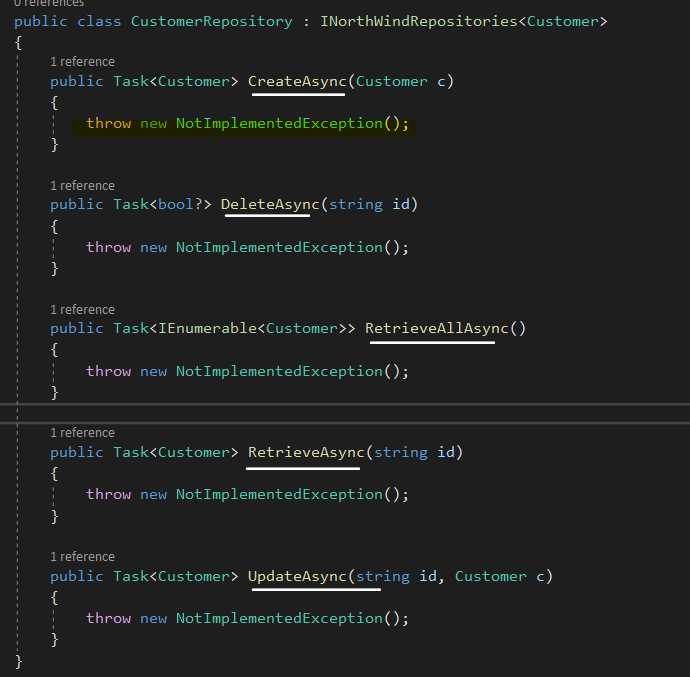 0 references
public class CustomerRepository : INorthWindRepositories<Customer>
{
1 reference
public Task<Customer> CreateAsync(Customer c)
{
throw new NotImplementedException();
}
1 reference
public Task<bool?> DeleteAsync(string id)
{
throw new NotImplementedException();
}
1 reference
public Task<IEnumerable<Customer>> RetrieveAllAsync()
{
throw new NotImplementedException();
}
1 reference
public Task<Customer> RetrieveAsync(string id)
{
throw new NotImplementedException();
}
1 reference
public Task<Customer> UpdateAsync(string id, Customer c)
{
throw new NotImplementedException();
}
}